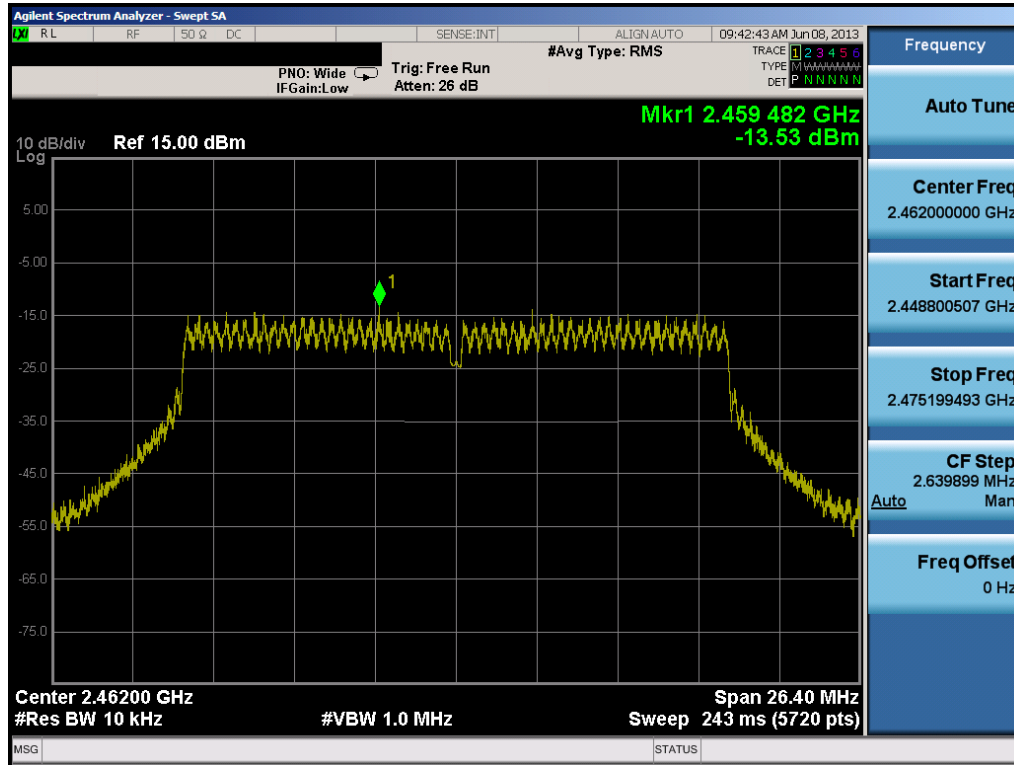 Agilent Spectrum Analyzer - Swept SA
LXI RL RF 50 Ω DC SENSE:INT ALIGNAUTO 09:42:43 AM Jun 08, 2013
#Avg Type: RMS TRACE 1 2 3 4 5 6
PNO: Wide Trig: Free Run TYPE M WWWWW
IFGain:Low Atten: 26 dB DET P N N N N N
Mkr1 2.459 482 GHz
10 dB/div Ref 15.00 dBm -13.53 dBm
Log
5.00
-5.00
1
-15.0
-25.0
-35.0
-45.0
-55.0
-65.0
-75.0
Center 2.46200 GHz Span 26.40 MHz
#Res BW 10 kHz #VBW 1.0 MHz Sweep 243 ms (5720 pts)
MSG STATUS
Frequency
Auto Tune
Center Freq
2.462000000 GHz
Start Freq
2.448800507 GHz
Stop Freq
2.475199493 GHz
CF Step
2.639899 MHz
Auto Man
Freq Offset
0 Hz